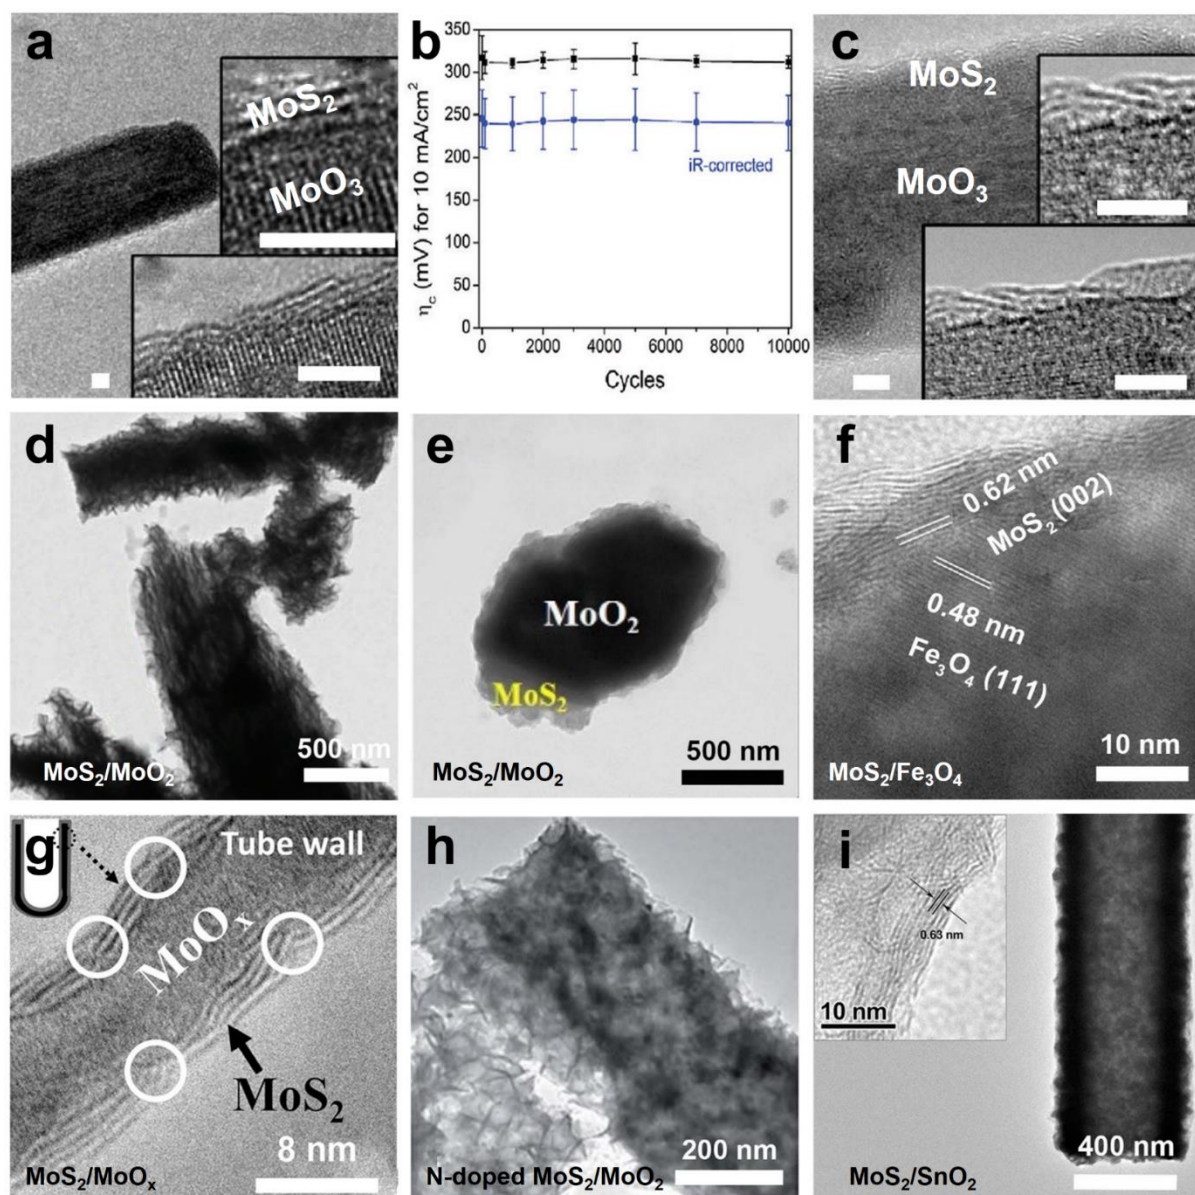 a
MoS₂
MoO₃
b
η_c (mV) for 10 mA/cm²
350
300
250
200
150
100
50
0
iR-corrected
0 2000 4000 6000 8000 10000
Cycles
c
MoS₂
MoO₃
d
500 nm
MoS₂/MoO₂
e
MoO₂
MoS₂
500 nm
MoS₂/MoO₂
f
0.62 nm
MoS₂(002)
0.48 nm
Fe₃O₄ (111)
10 nm
MoS₂/Fe₃O₄
g
Tube wall
MoOₓ
MoS₂
8 nm
MoS₂/MoOₓ
h
200 nm
N-doped MoS₂/MoO₂
i
0.63 nm
10 nm
400 nm
MoS₂/SnO₂